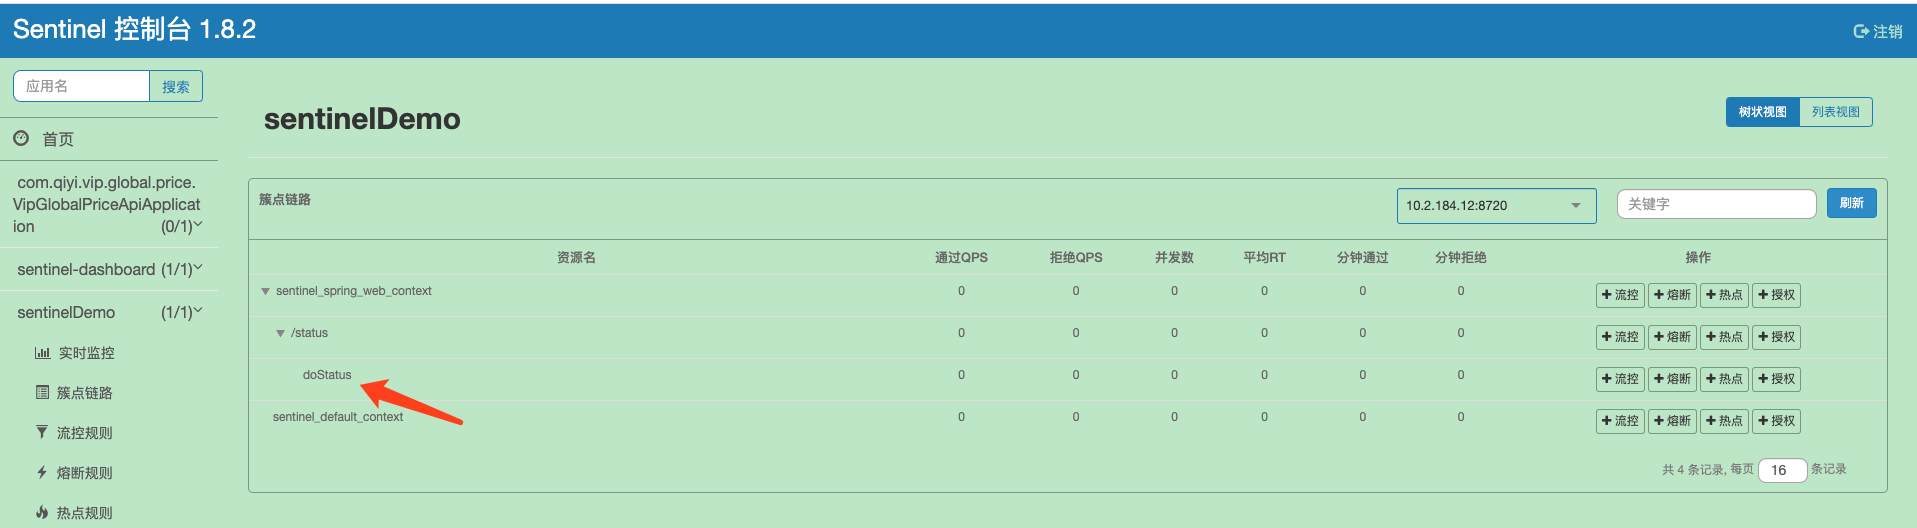 Sentinel 控制台 1.8.2
注销
应用名 搜索
首页
com.qiyi.vip.global.price.
VipGlobalPriceApiApplicat
ion (0/1)
sentinel-dashboard (1/1)
sentinelDemo (1/1)
实时监控
簇点链路
流控规则
熔断规则
热点规则
sentinelDemo
树状视图 列表视图
簇点链路 10.2.184.12:8720 关键字 刷新
资源名 通过QPS 拒绝QPS 并发数 平均RT 分钟通过 分钟拒绝 操作
sentinel_spring_web_context 0 0 0 0 0 0 流控 熔断 热点 授权
/status 0 0 0 0 0 0 流控 熔断 热点 授权
doStatus 0 0 0 0 0 0 流控 熔断 热点 授权
sentinel_default_context 0 0 0 0 0 0 流控 熔断 热点 授权
共 4 条记录, 每页 16 条记录